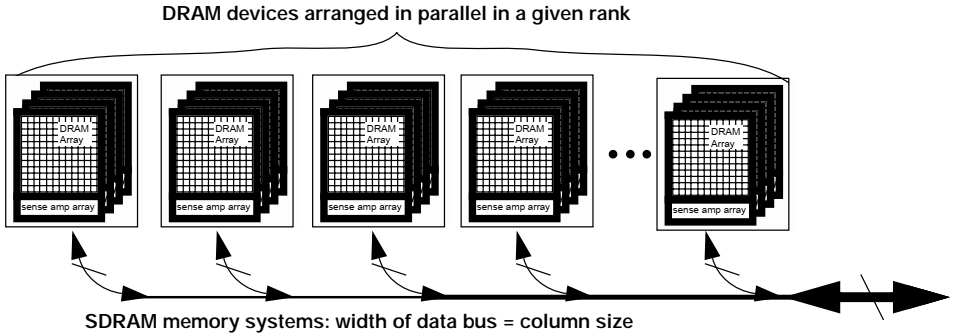 DRAM devices arranged in parallel in a given rank
DRAM
Array
DRAM
Array
DRAM
Array
DRAM
Array
DRAM
Array
sense amp array
sense amp array
sense amp array
sense amp array
sense amp array
SDRAM memory systems: width of data bus = column size